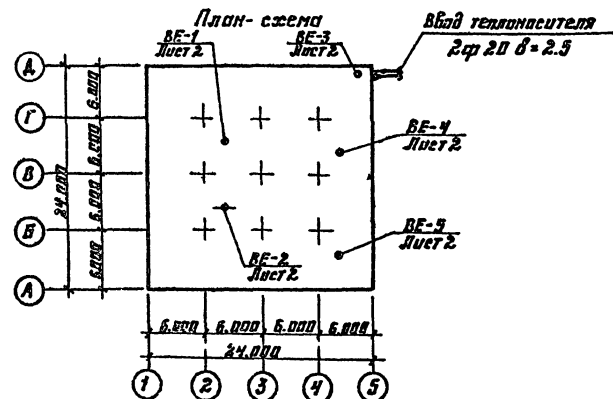 План-схема
ВЕ-1
Лист 2
ВЕ-3
Лист 2
Ввод теплоносителя
2ф 20 в = 2.5
Д
Г
В
Б
А
6.000
6.000
6.000
6.000
24.000
ВЕ-4
Лист 2
ВЕ-5
Лист 2
ВЕ-2
Лист 2
6.000
6.000
6.000
6.000
24.000
1
2
3
4
5